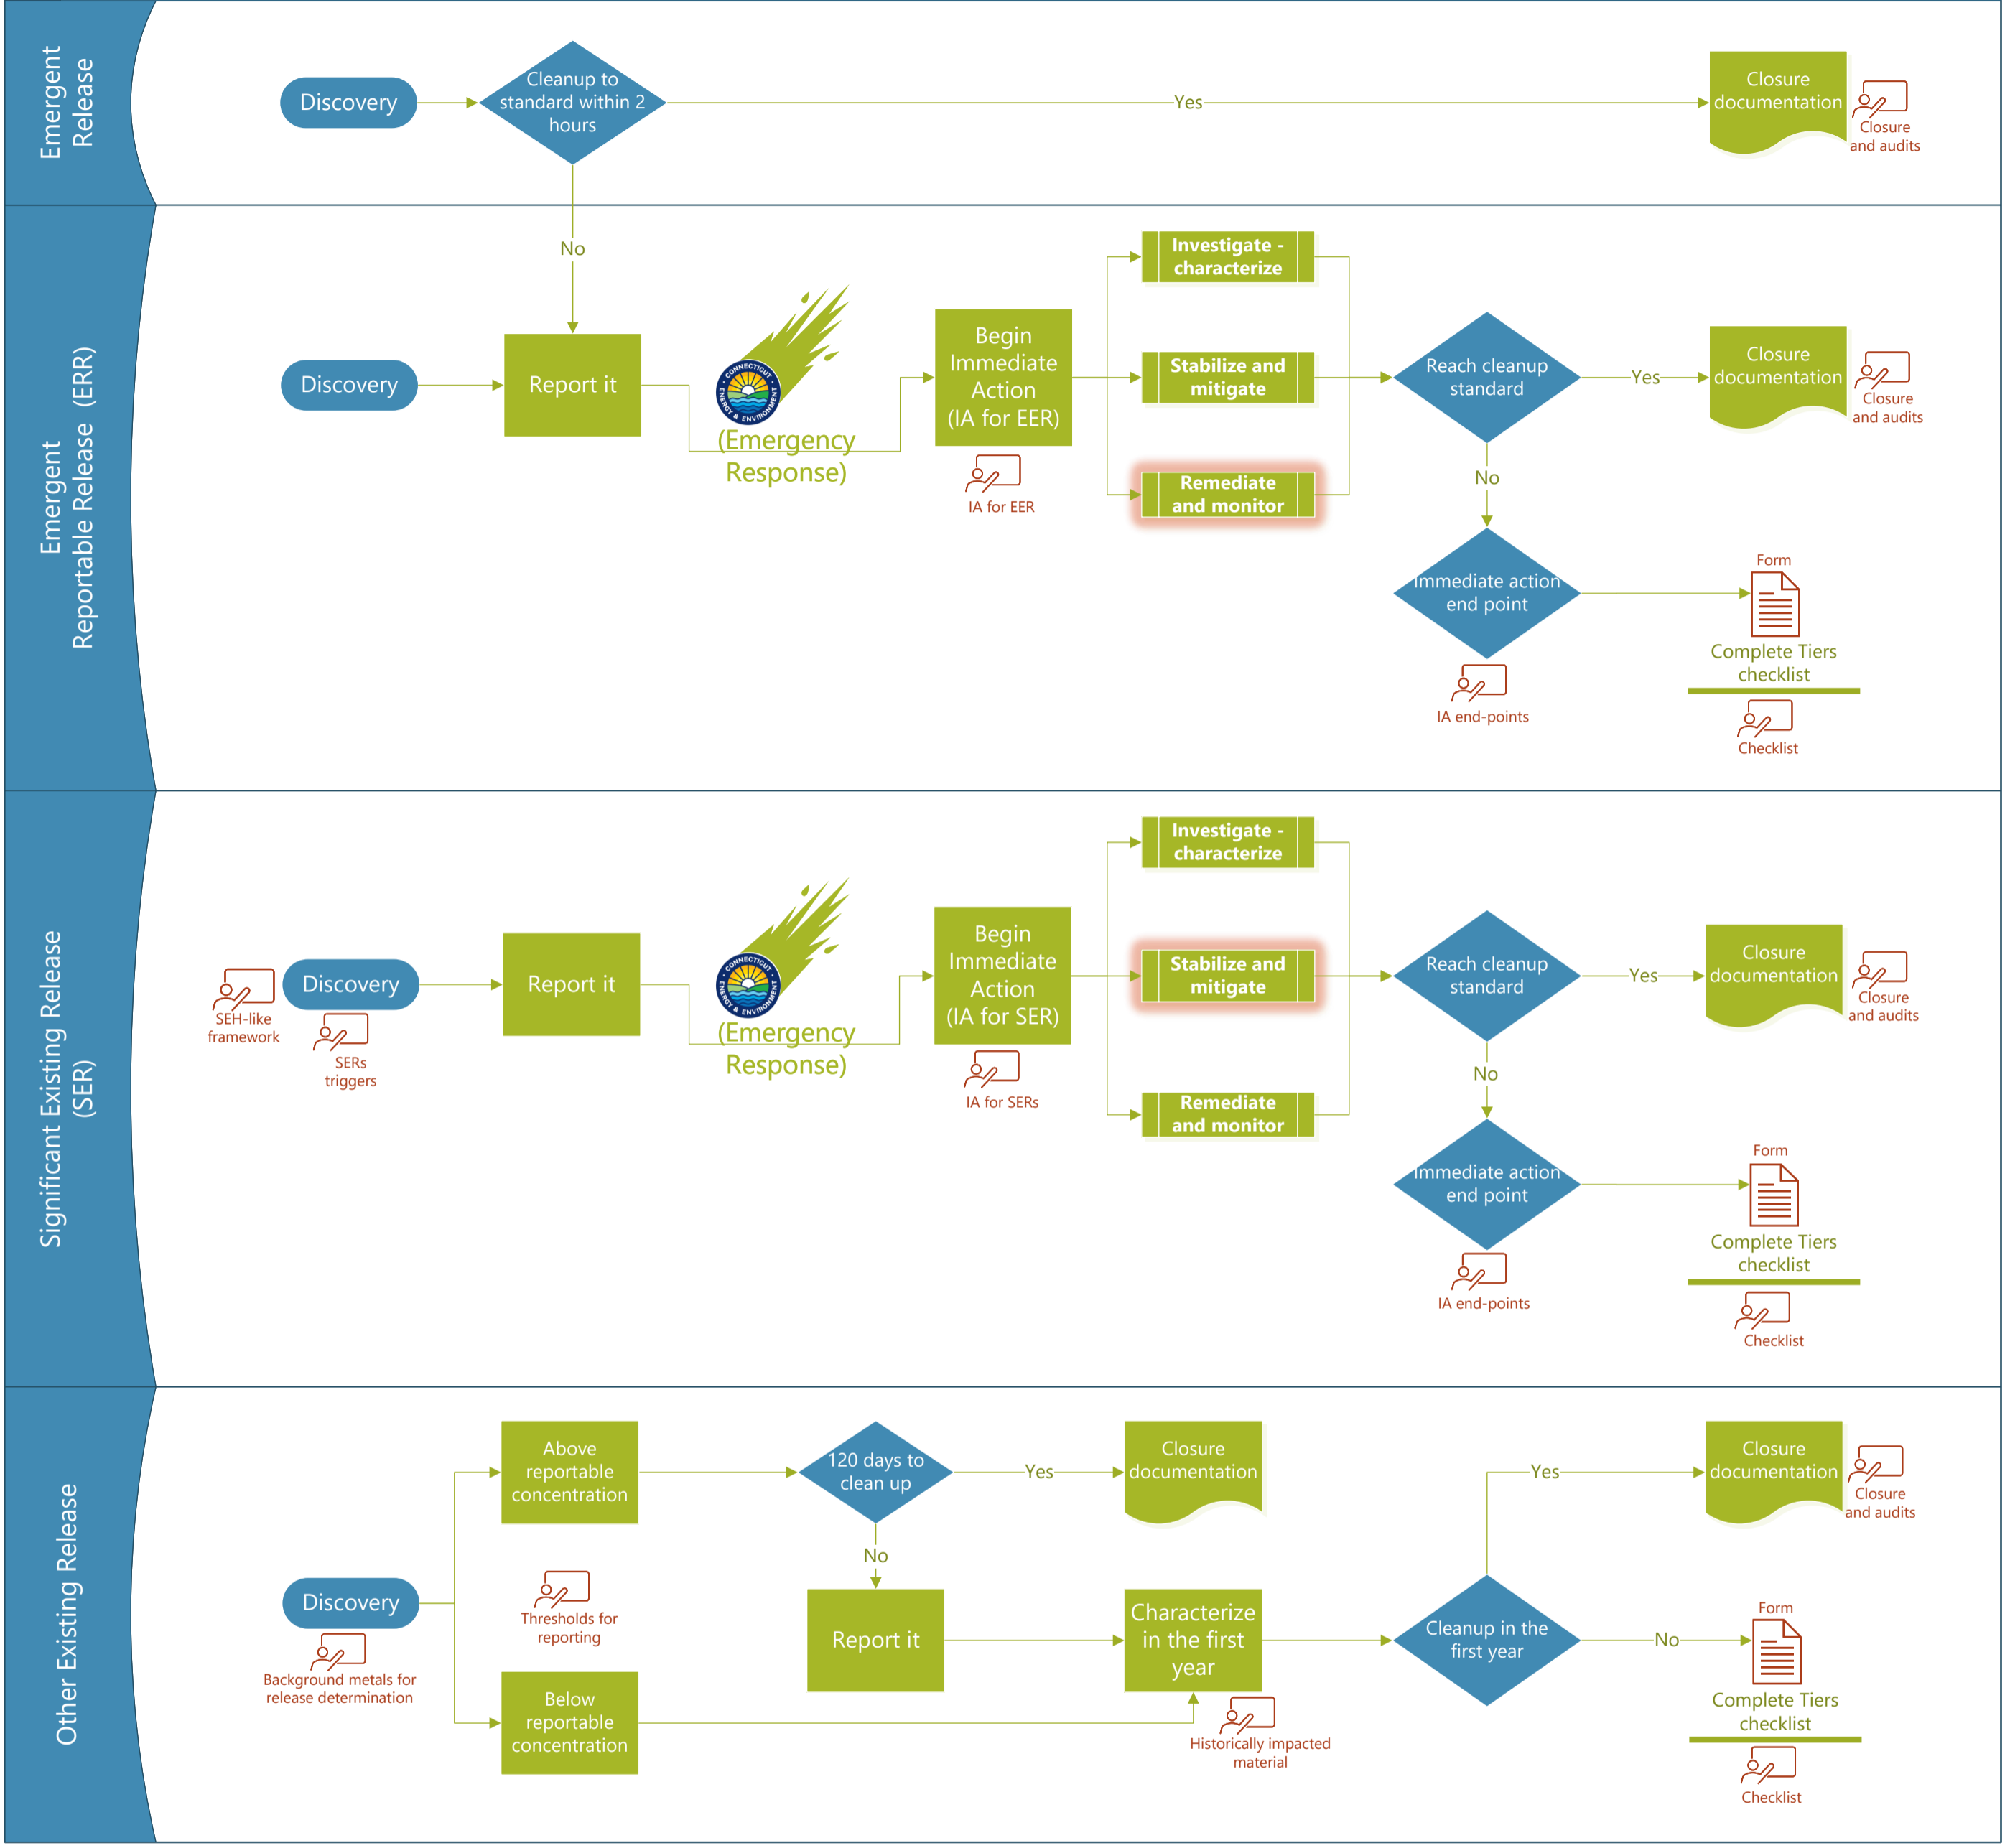 Emergent
Release
Discovery
Cleanup to
standard within 2
hours
Yes
Closure
documentation
Closure
and audits
No
Emergent
Reportable Release (ERR)
Discovery
Report it
CONNECTICUT
ENERGY & ENVIRONMENT
(Emergency
Response)
Begin
Immediate
Action
(IA for EER)
IA for EER
Investigate -
characterize
Stabilize and
mitigate
Remediate
and monitor
Reach cleanup
standard
Yes
Closure
documentation
Closure
and audits
No
Immediate action
end point
IA end-points
Form
Complete Tiers
checklist
Checklist
Significant Existing Release
(SER)
SEH-like
framework
Discovery
SERs
triggers
Report it
CONNECTICUT
ENERGY & ENVIRONMENT
(Emergency
Response)
Begin
Immediate
Action
(IA for SER)
IA for SERs
Investigate -
characterize
Stabilize and
mitigate
Remediate
and monitor
Reach cleanup
standard
Yes
Closure
documentation
Closure
and audits
No
Immediate action
end point
IA end-points
Form
Complete Tiers
checklist
Checklist
Other Existing Release
Discovery
Background metals for
release determination
Above
reportable
concentration
Thresholds for
reporting
Below
reportable
concentration
120 days to
clean up
Yes
Closure
documentation
No
Report it
Characterize
in the first
year
Historically impacted
material
Cleanup in the
first year
Yes
Closure
documentation
Closure
and audits
No
Form
Complete Tiers
checklist
Checklist